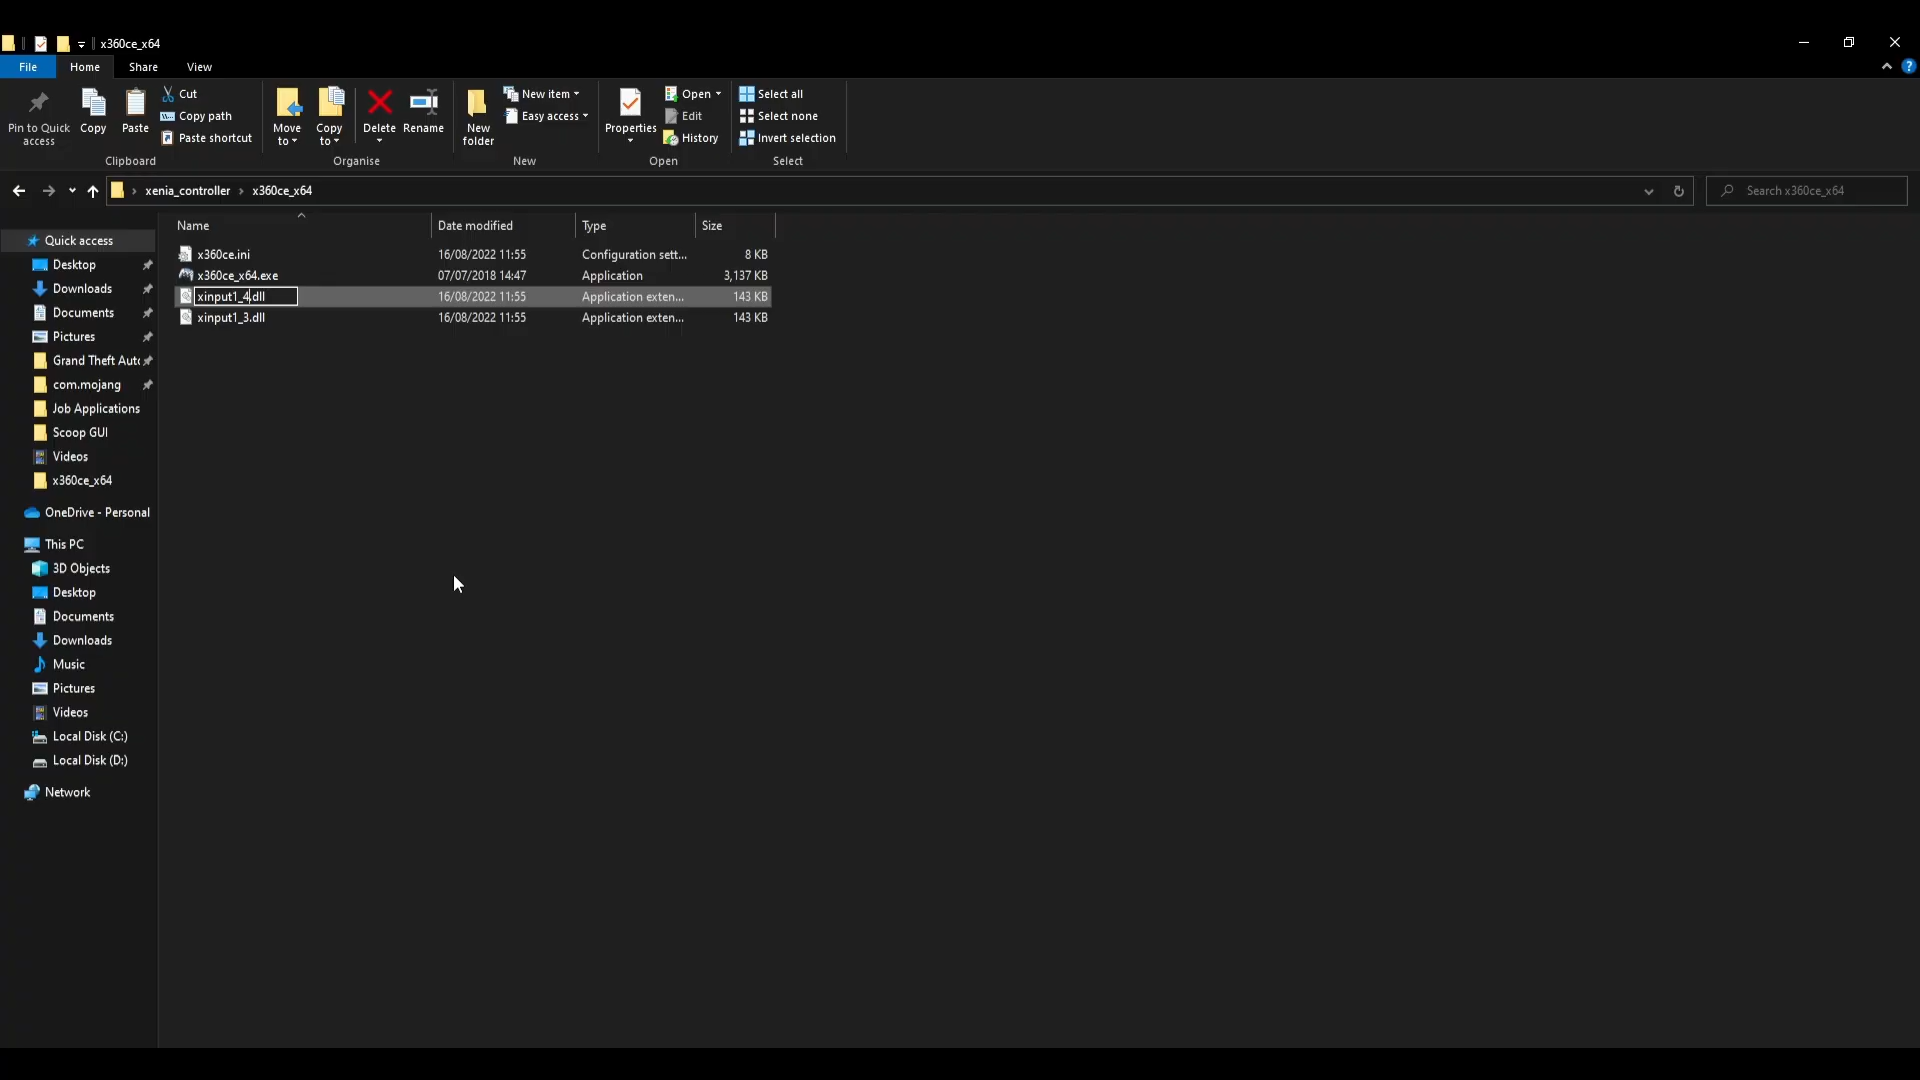 x360ce_x64
File Home Share View
Pin to Quick access
Copy
Paste
Cut
Copy path
Paste shortcut
Clipboard
Move to
Copy to
Delete
Rename
Organise
New folder
New item
Easy access
New
Properties
Open
Edit
History
Open
Select all
Select none
Invert selection
Select
xenia_controller › x360ce_x64
Search x360ce_x64
Name Date modified Type Size
x360ce.ini 16/08/2022 11:55 Configuration sett... 8 KB
x360ce_x64.exe 07/07/2018 14:47 Application 3,137 KB
xinput1_4.dll 16/08/2022 11:55 Application exten... 143 KB
xinput1_3.dll 16/08/2022 11:55 Application exten... 143 KB
Quick access
Desktop
Downloads
Documents
Pictures
Grand Theft Aut
com.mojang
Job Applications
Scoop GUI
Videos
x360ce_x64
OneDrive - Personal
This PC
3D Objects
Desktop
Documents
Downloads
Music
Pictures
Videos
Local Disk (C:)
Local Disk (D:)
Network